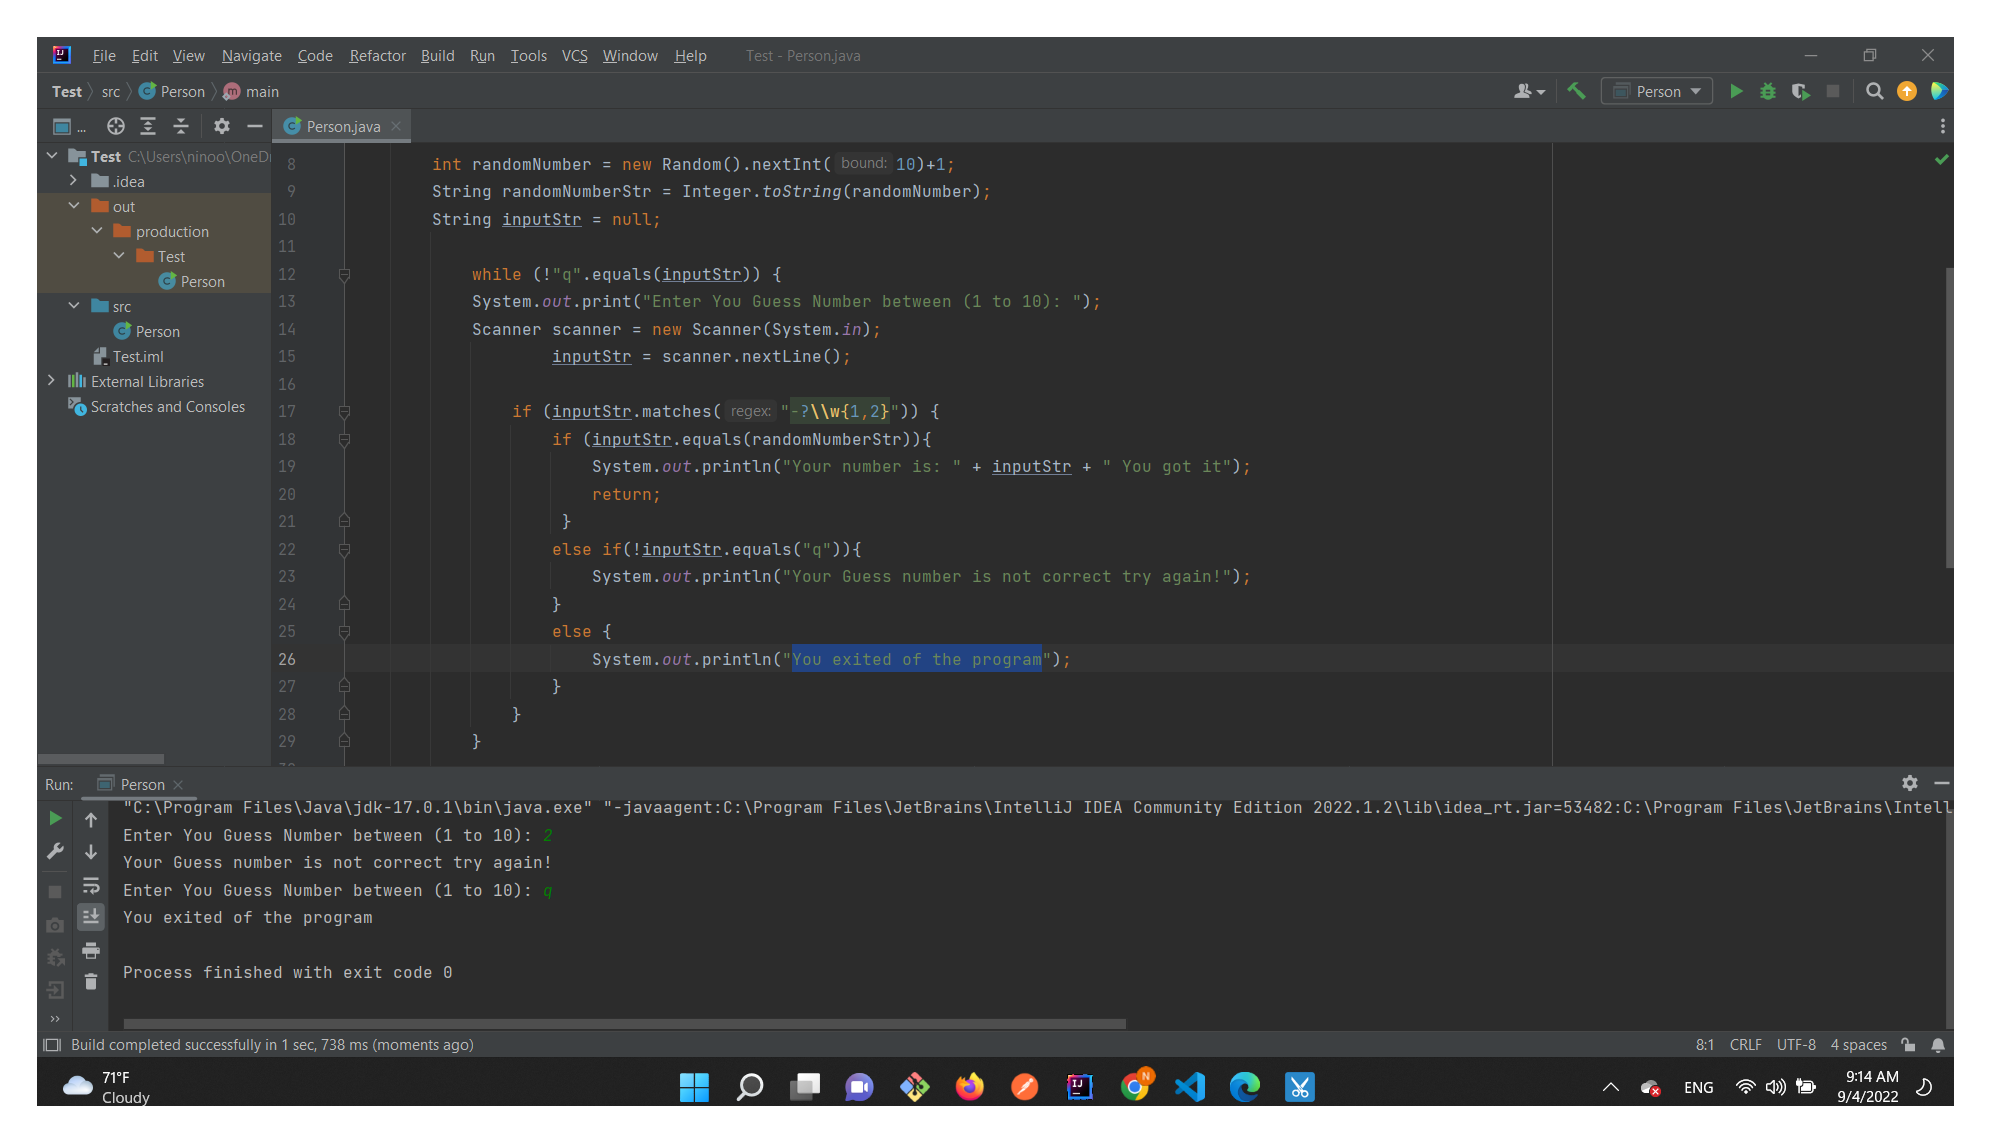 File Edit View Navigate Code Refactor Build Run Tools VCS Window Help Test - Person.java
Test src Person main
Person
... Person.java
Test C:\Users\ninoo\OneD
.idea
out
production
Test
Person
src
Person
Test.iml
External Libraries
Scratches and Consoles
8 int randomNumber = new Random().nextInt( bound: 10)+1;
9 String randomNumberStr = Integer.toString(randomNumber);
10 String inputStr = null;
11
12 while (!"q".equals(inputStr)) {
13 System.out.print("Enter You Guess Number between (1 to 10): ");
14 Scanner scanner = new Scanner(System.in);
15 inputStr = scanner.nextLine();
16
17 if (inputStr.matches( regex: "-?\\w{1,2}")) {
18 if (inputStr.equals(randomNumberStr)){
19 System.out.println("Your number is: " + inputStr + " You got it");
20 return;
21 }
22 else if(!inputStr.equals("q")){
23 System.out.println("Your Guess number is not correct try again!");
24 }
25 else {
26 System.out.println("You exited of the program");
27 }
28 }
29 }
Run: Person
"C:\Program Files\Java\jdk-17.0.1\bin\java.exe" "-javaagent:C:\Program Files\JetBrains\IntelliJ IDEA Community Edition 2022.1.2\lib\idea_rt.jar=53482:C:\Program Files\JetBrains\Intell
Enter You Guess Number between (1 to 10): 2
Your Guess number is not correct try again!
Enter You Guess Number between (1 to 10): q
You exited of the program
Process finished with exit code 0
Build completed successfully in 1 sec, 738 ms (moments ago) 8:1 CRLF UTF-8 4 spaces
71°F
Cloudy
ENG
9:14 AM
9/4/2022